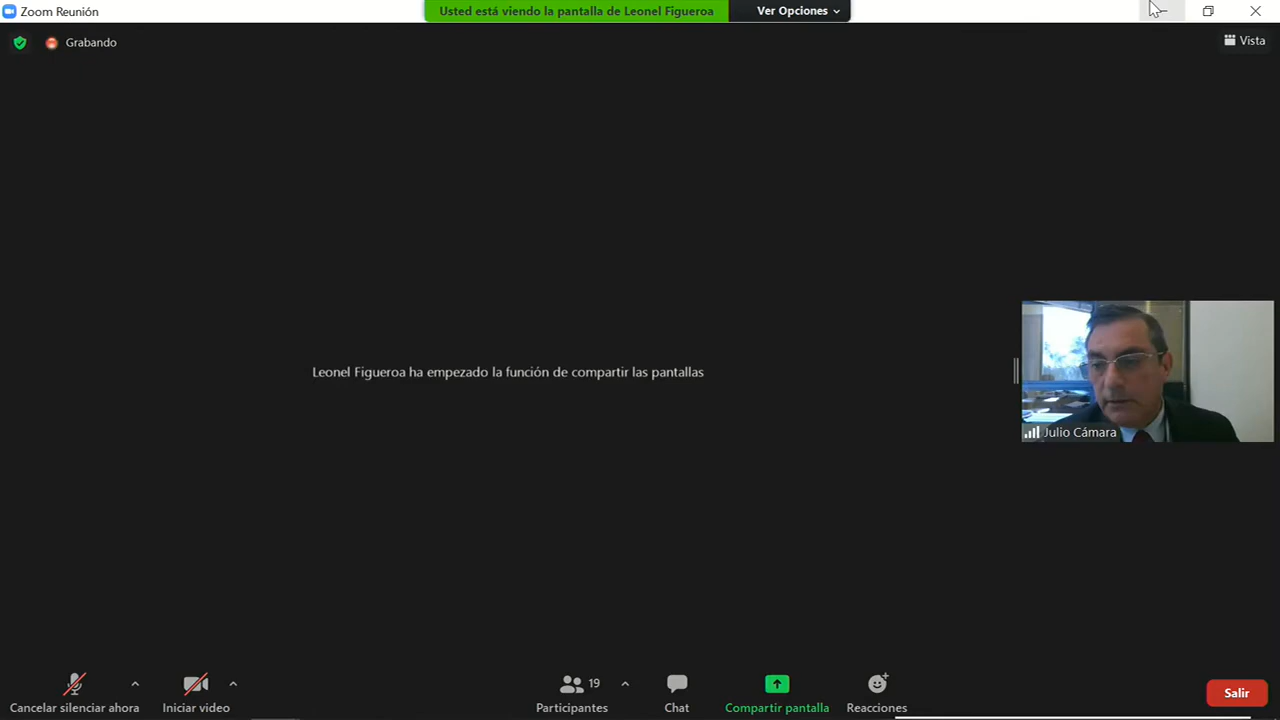 Zoom Reunión
Usted está viendo la pantalla de Leonel Figueroa
Ver Opciones
Grabando
Vista
Leonel Figueroa ha empezado la función de compartir las pantallas
Julio Cámara
Cancelar silenciar ahora
Iniciar video
19
Participantes
Chat
Compartir pantalla
Reacciones
Salir